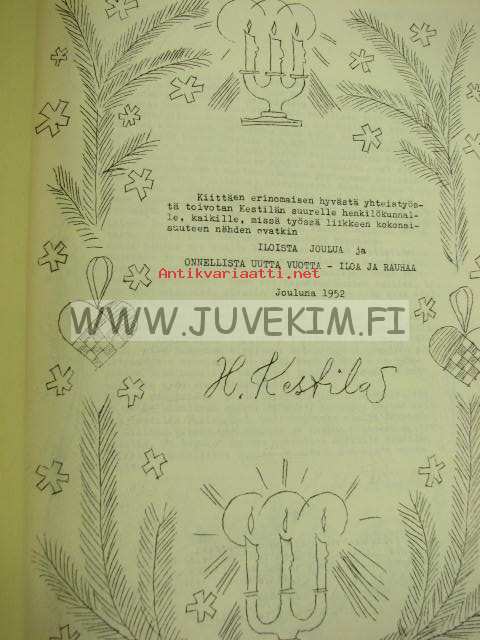 Kiittäen erinomaisen hyvästä yhteistyös-
tä toivotan Kestilän suurelle henkilökunnal-
le, kaikille, missä työssä liikkeen kokonai-
suuteen nähden ovatkin
ILOISTA JOULUA ja
Antikvariaatti.net
ONNELLISTA UUTTA VUOTTA - ILOA JA RAUHAA
Jouluna 1952
WWW.JUVEKIM.FI
H. Kestilä